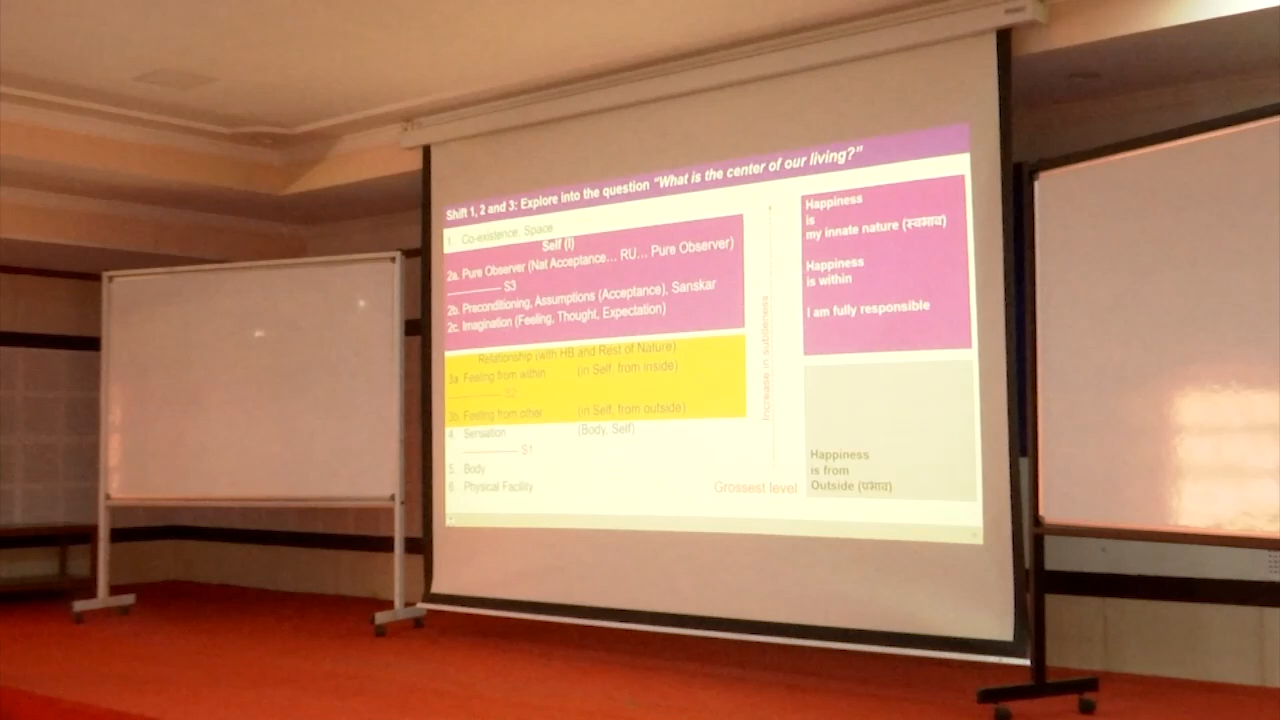 Shift 1, 2 and 3: Explore into the question "What is the center of our living?"
1. Co-existence, Space
Self (I)
2a. Pure Observer (Nat Acceptance... RU... Pure Observer)
S3
2b. Preconditioning, Assumptions (Acceptance), Sanskar
2c. Imagination (Feeling, Thought, Expectation)
Relationship (with HB and Rest of Nature)
3a. Feeling from within (in Self, from inside)
S2
3b. Feeling from other (in Self, from outside)
4. Sensation (Body, Self)
S1
5. Body
6. Physical Facility
Increase in subtleness
Grossest level
Happiness
is
my innate nature (स्वभाव)
Happiness
is within
I am fully responsible
Happiness
is from
Outside (पभाव)